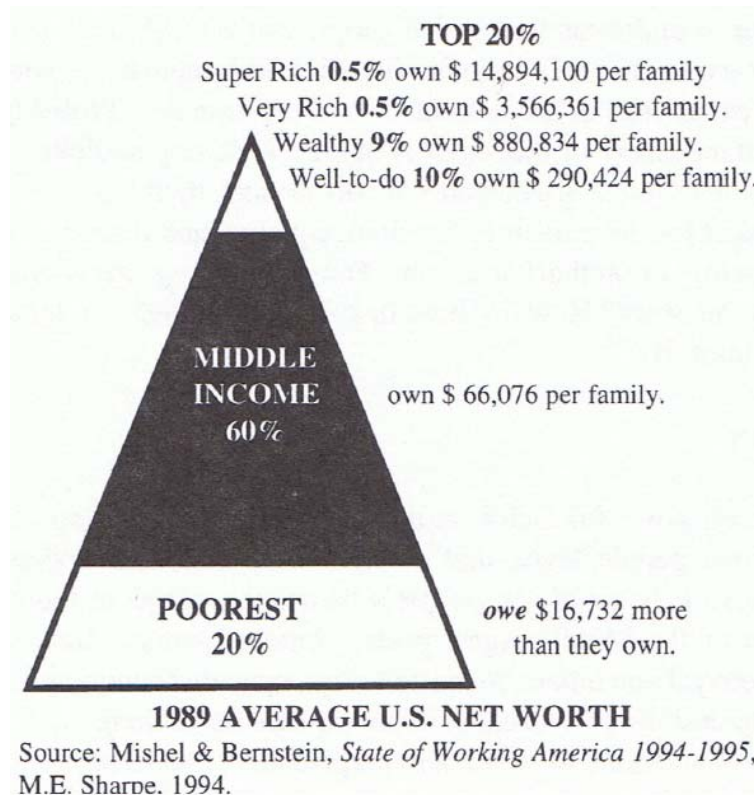 TOP 20%
Super Rich 0.5% own $14,894,100 per family
Very Rich 0.5% own $ 3,566,361 per family.
Wealthy 9% own $ 880,834 per family.
Well-to-do 10% own $ 290,424 per family.
MIDDLE
INCOME
60%
own $ 66,076 per family.
POOREST
20%
owe $16,732 more
than they own.
1989 AVERAGE U.S. NET WORTH
Source: Mishel & Bernstein, State of Working America 1994-1995,
M.E. Sharpe, 1994.